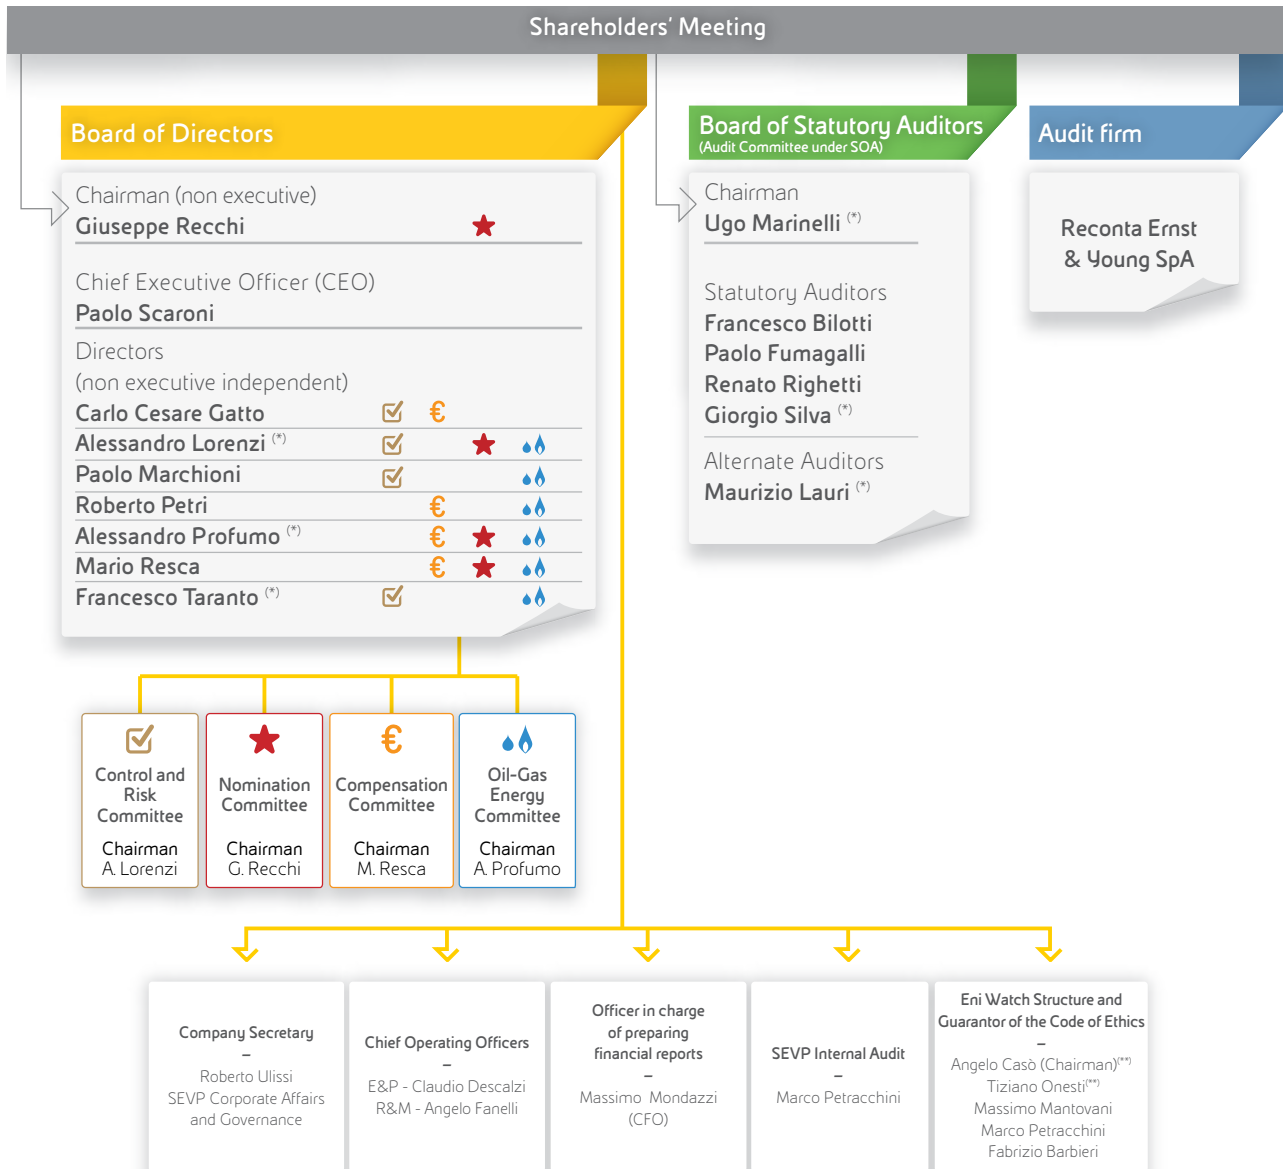 Shareholders' Meeting
Board of Directors
Chairman (non executive)
Giuseppe Recchi
Chief Executive Officer (CEO)
Paolo Scaroni
Directors
(non executive independent)
Carlo Cesare Gatto €
Alessandro Lorenzi (*)
Paolo Marchioni
Roberto Petri €
Alessandro Profumo (*) €
Mario Resca €
Francesco Taranto (*)
Board of Statutory Auditors
(Audit Committee under SOA)
Chairman
Ugo Marinelli (*)
Statutory Auditors
Francesco Bilotti
Paolo Fumagalli
Renato Righetti
Giorgio Silva (*)
Alternate Auditors
Maurizio Lauri (*)
Audit firm
Reconta Ernst
& Young SpA
Control and
Risk
Committee
Chairman
A. Lorenzi
Nomination
Committee
Chairman
G. Recchi
€
Compensation
Committee
Chairman
M. Resca
Oil-Gas
Energy
Committee
Chairman
A. Profumo
Company Secretary
–
Roberto Ulissi
SEVP Corporate Affairs
and Governance
Chief Operating Officers
–
E&P - Claudio Descalzi
R&M - Angelo Fanelli
Officer in charge
of preparing
financial reports
–
Massimo Mondazzi
(CFO)
SEVP Internal Audit
–
Marco Petracchini
Eni Watch Structure and
Guarantor of the Code of Ethics
–
Angelo Casò (Chairman)(**)
Tiziano Onesti(**)
Massimo Mantovani
Marco Petracchini
Fabrizio Barbieri